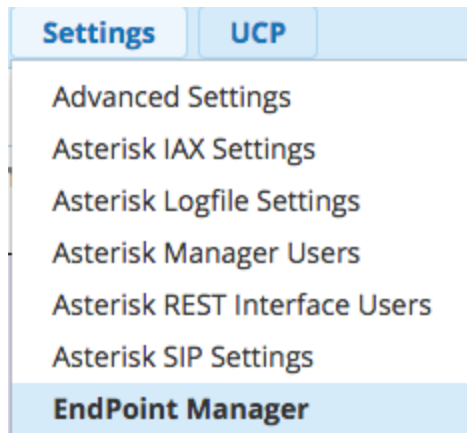 Settings UCP
Advanced Settings
Asterisk IAX Settings
Asterisk Logfile Settings
Asterisk Manager Users
Asterisk REST Interface Users
Asterisk SIP Settings
EndPoint Manager